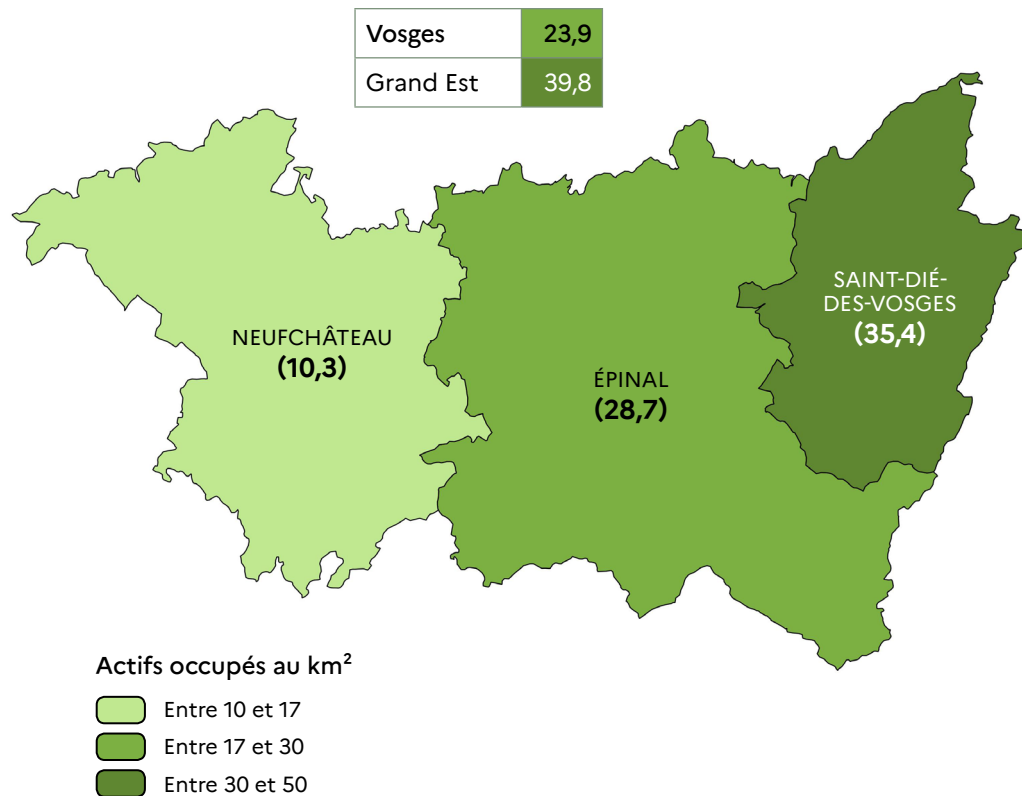 Vosges 23,9
Grand Est 39,8
SAINT-DIÉ-
DES-VOSGES
(35,4)
NEUFCHÂTEAU
(10,3)
ÉPINAL
(28,7)
Actifs occupés au km²
Entre 10 et 17
Entre 17 et 30
Entre 30 et 50